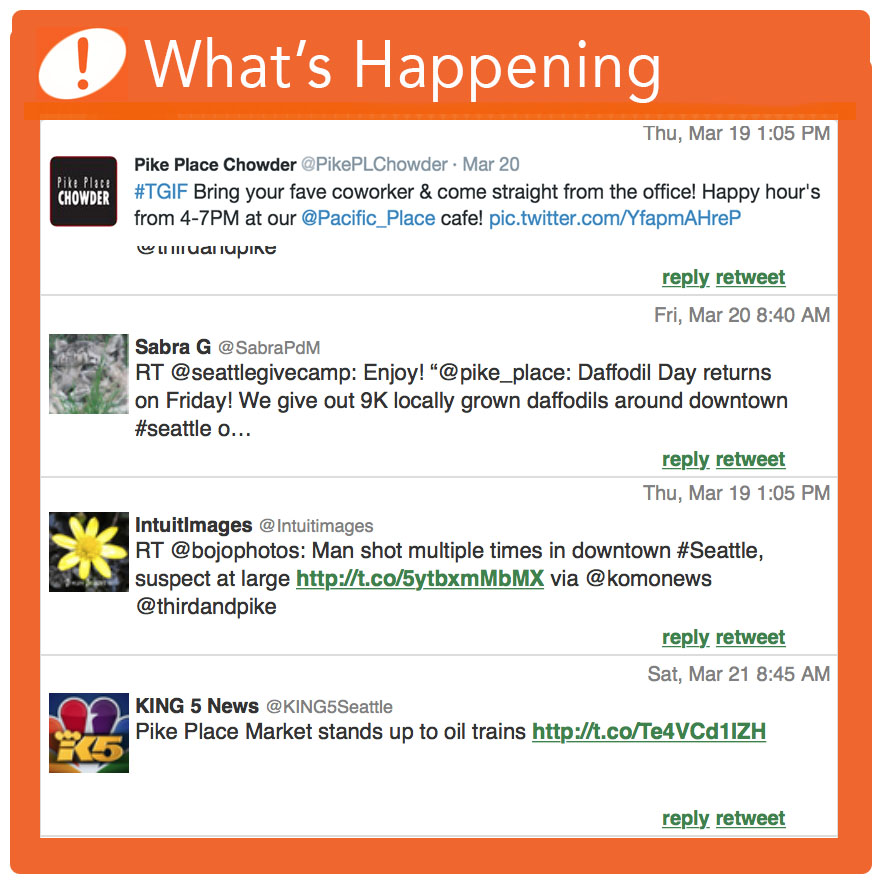 ! What's Happening
Thu, Mar 19 1:05 PM
Pike Place Chowder @PikePLChowder · Mar 20
Pike Place
CHOWDER
#TGIF Bring your fave coworker & come straight from the office! Happy hour's
from 4-7PM at our @Pacific_Place cafe! pic.twitter.com/YfapmAHreP
@thirdandpike
reply retweet
Fri, Mar 20 8:40 AM
Sabra G @SabraPdM
RT @seattlegivecamp: Enjoy! “@pike_place: Daffodil Day returns
on Friday! We give out 9K locally grown daffodils around downtown
#seattle o…
reply retweet
Thu, Mar 19 1:05 PM
IntuitImages @Intuitimages
RT @bojophotos: Man shot multiple times in downtown #Seattle,
suspect at large http://t.co/5ytbxmMbMX via @komonews
@thirdandpike
reply retweet
Sat, Mar 21 8:45 AM
KING 5 News @KING5Seattle
Pike Place Market stands up to oil trains http://t.co/Te4VCd1IZH
K5
reply retweet